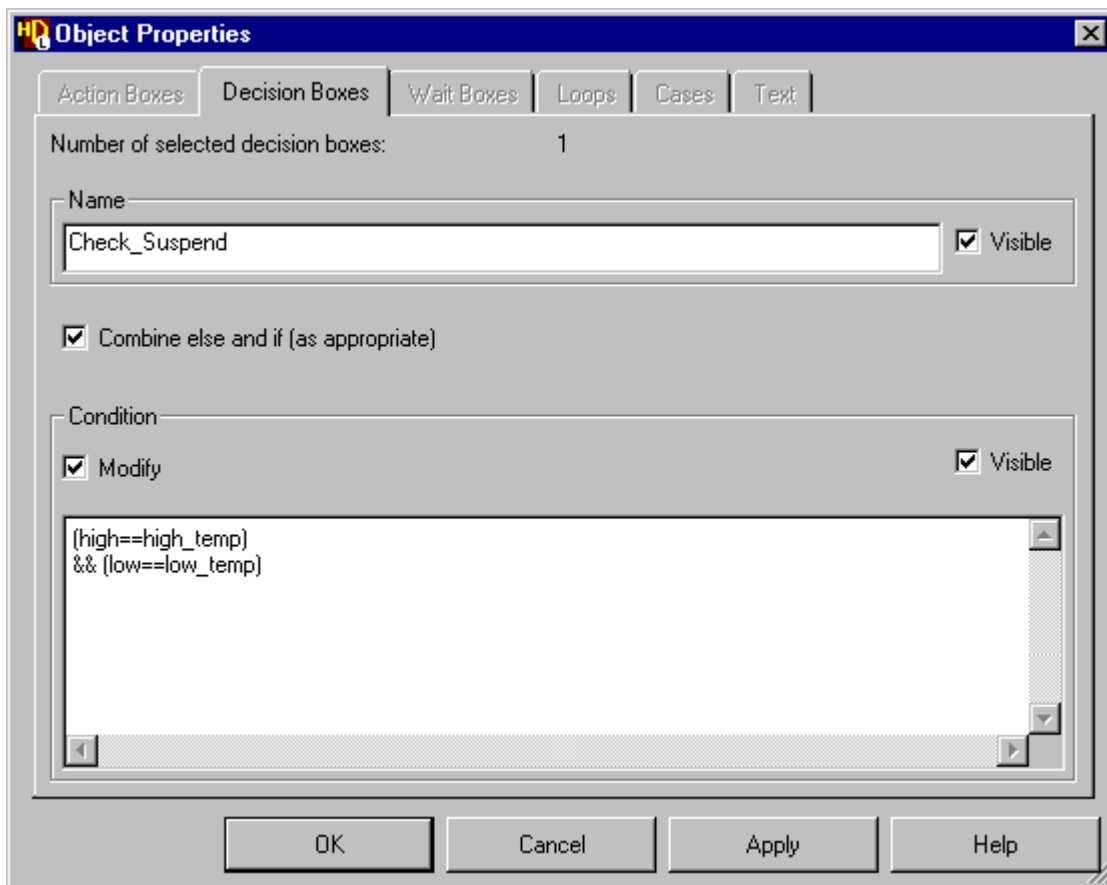 HDL Object Properties
Action Boxes Decision Boxes Wait Boxes Loops Cases Text
Number of selected decision boxes: 1
Name
Check_Suspend Visible
Combine else and if (as appropriate)
Condition
Modify Visible
(high==high_temp)
&& (low==low_temp)
OK Cancel Apply Help